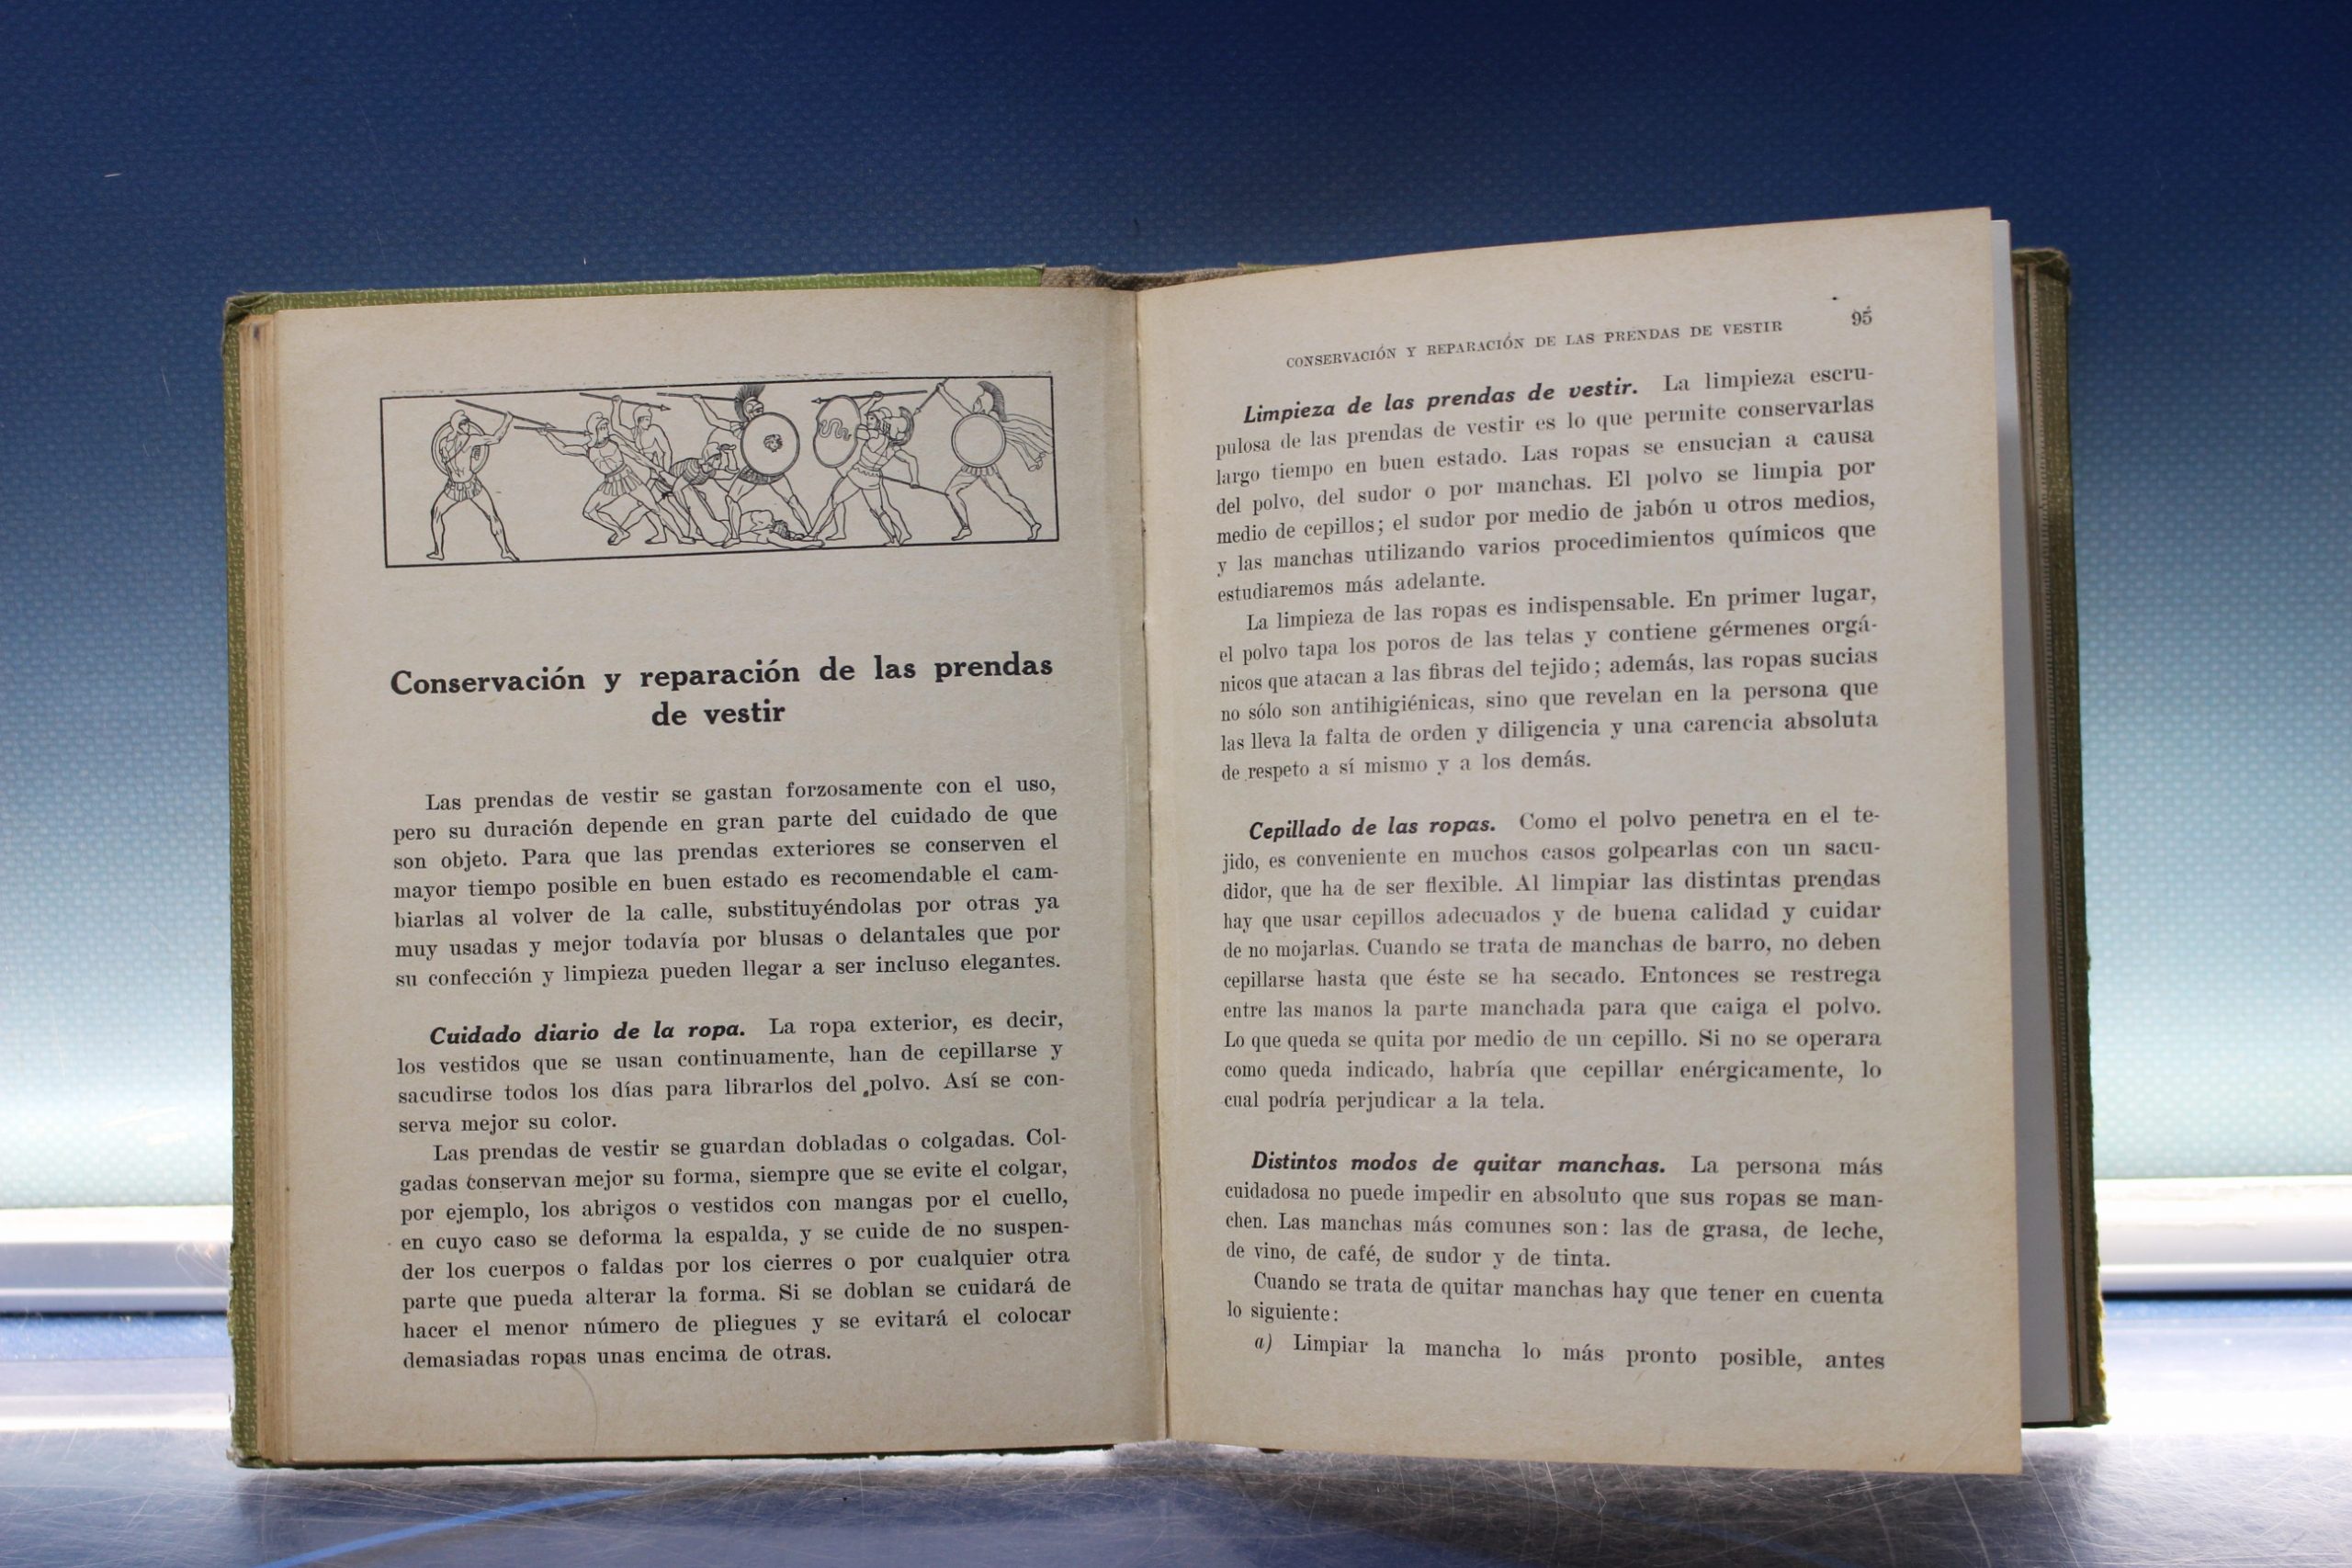 Conservación y reparación de las prendas
de vestir
Las prendas de vestir se gastan forzosamente con el uso,
pero su duración depende en gran parte del cuidado de que
son objeto. Para que las prendas exteriores se conserven el
mayor tiempo posible en buen estado es recomendable el cam-
biarlas al volver de la calle, substituyéndolas por otras ya
muy usadas y mejor todavía por blusas o delantales que por
su confección y limpieza pueden llegar a ser incluso elegantes.
Cuidado diario de la ropa. La ropa exterior, es decir,
los vestidos que se usan continuamente, han de cepillarse y
sacudirse todos los días para librarlos del polvo. Así se con-
serva mejor su color.
Las prendas de vestir se guardan dobladas o colgadas. Col-
gadas conservan mejor su forma, siempre que se evite el colgar,
por ejemplo, los abrigos o vestidos con mangas por el cuello,
en cuyo caso se deforma la espalda, y se cuide de no suspen-
der los cuerpos o faldas por los cierres o por cualquier otra
parte que pueda alterar la forma. Si se doblan se cuidará de
hacer el menor número de pliegues y se evitará el colocar
demasiadas ropas unas encima de otras.
CONSERVACIÓN Y REPARACIÓN DE LAS PRENDAS DE VESTIR 95
Limpieza de las prendas de vestir. La limpieza escru-
pulosa de las prendas de vestir es lo que permite conservarlas
largo tiempo en buen estado. Las ropas se ensucian a causa
del polvo, del sudor o por manchas. El polvo se limpia por
medio de cepillos; el sudor por medio de jabón u otros medios,
y las manchas utilizando varios procedimientos químicos que
estudiaremos más adelante.
La limpieza de las ropas es indispensable. En primer lugar,
el polvo tapa los poros de las telas y contiene gérmenes orgá-
nicos que atacan a las fibras del tejido; además, las ropas sucias
no sólo son antihigiénicas, sino que revelan en la persona que
las lleva la falta de orden y diligencia y una carencia absoluta
de respeto a sí mismo y a los demás.
Cepillado de las ropas. Como el polvo penetra en el te-
jido, es conveniente en muchos casos golpearlas con un sacu-
didor, que ha de ser flexible. Al limpiar las distintas prendas
hay que usar cepillos adecuados y de buena calidad y cuidar
de no mojarlas. Cuando se trata de manchas de barro, no deben
cepillarse hasta que éste se ha secado. Entonces se restrega
entre las manos la parte manchada para que caiga el polvo.
Lo que queda se quita por medio de un cepillo. Si no se operara
como queda indicado, habría que cepillar enérgicamente, lo
cual podría perjudicar a la tela.
Distintos modos de quitar manchas. La persona más
cuidadosa no puede impedir en absoluto que sus ropas se man-
chen. Las manchas más comunes son: las de grasa, de leche,
de vino, de café, de sudor y de tinta.
Cuando se trata de quitar manchas hay que tener en cuenta
lo siguiente:
a) Limpiar la mancha lo más pronto posible, antes